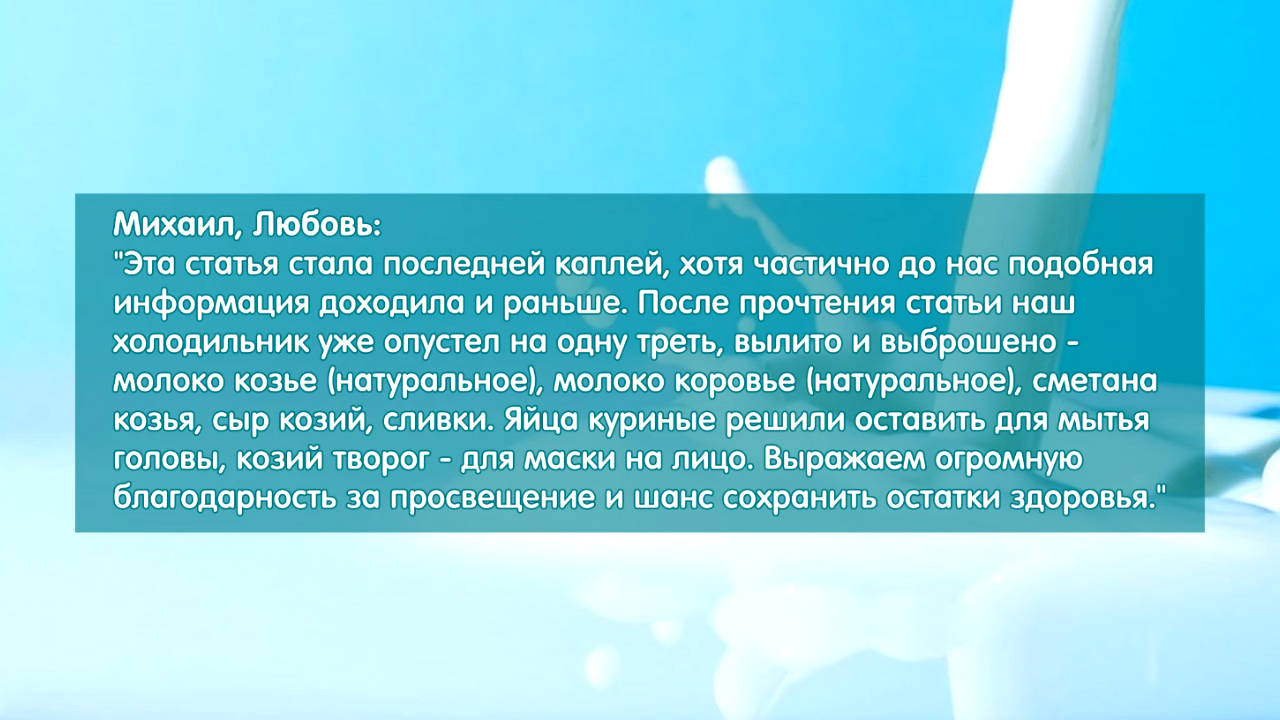 Михаил, Любовь:
"Эта статья стала последней каплей, хотя частично до нас подобная
информация доходила и раньше. После прочтения статьи наш
холодильник уже опустел на одну треть, вылито и выброшено -
молоко козье (натуральное), молоко коровье (натуральное), сметана
козья, сыр козий, сливки. Яйца куриные решили оставить для мытья
головы, козий творог - для маски на лицо. Выражаем огромную
благодарность за просвещение и шанс сохранить остатки здоровья."